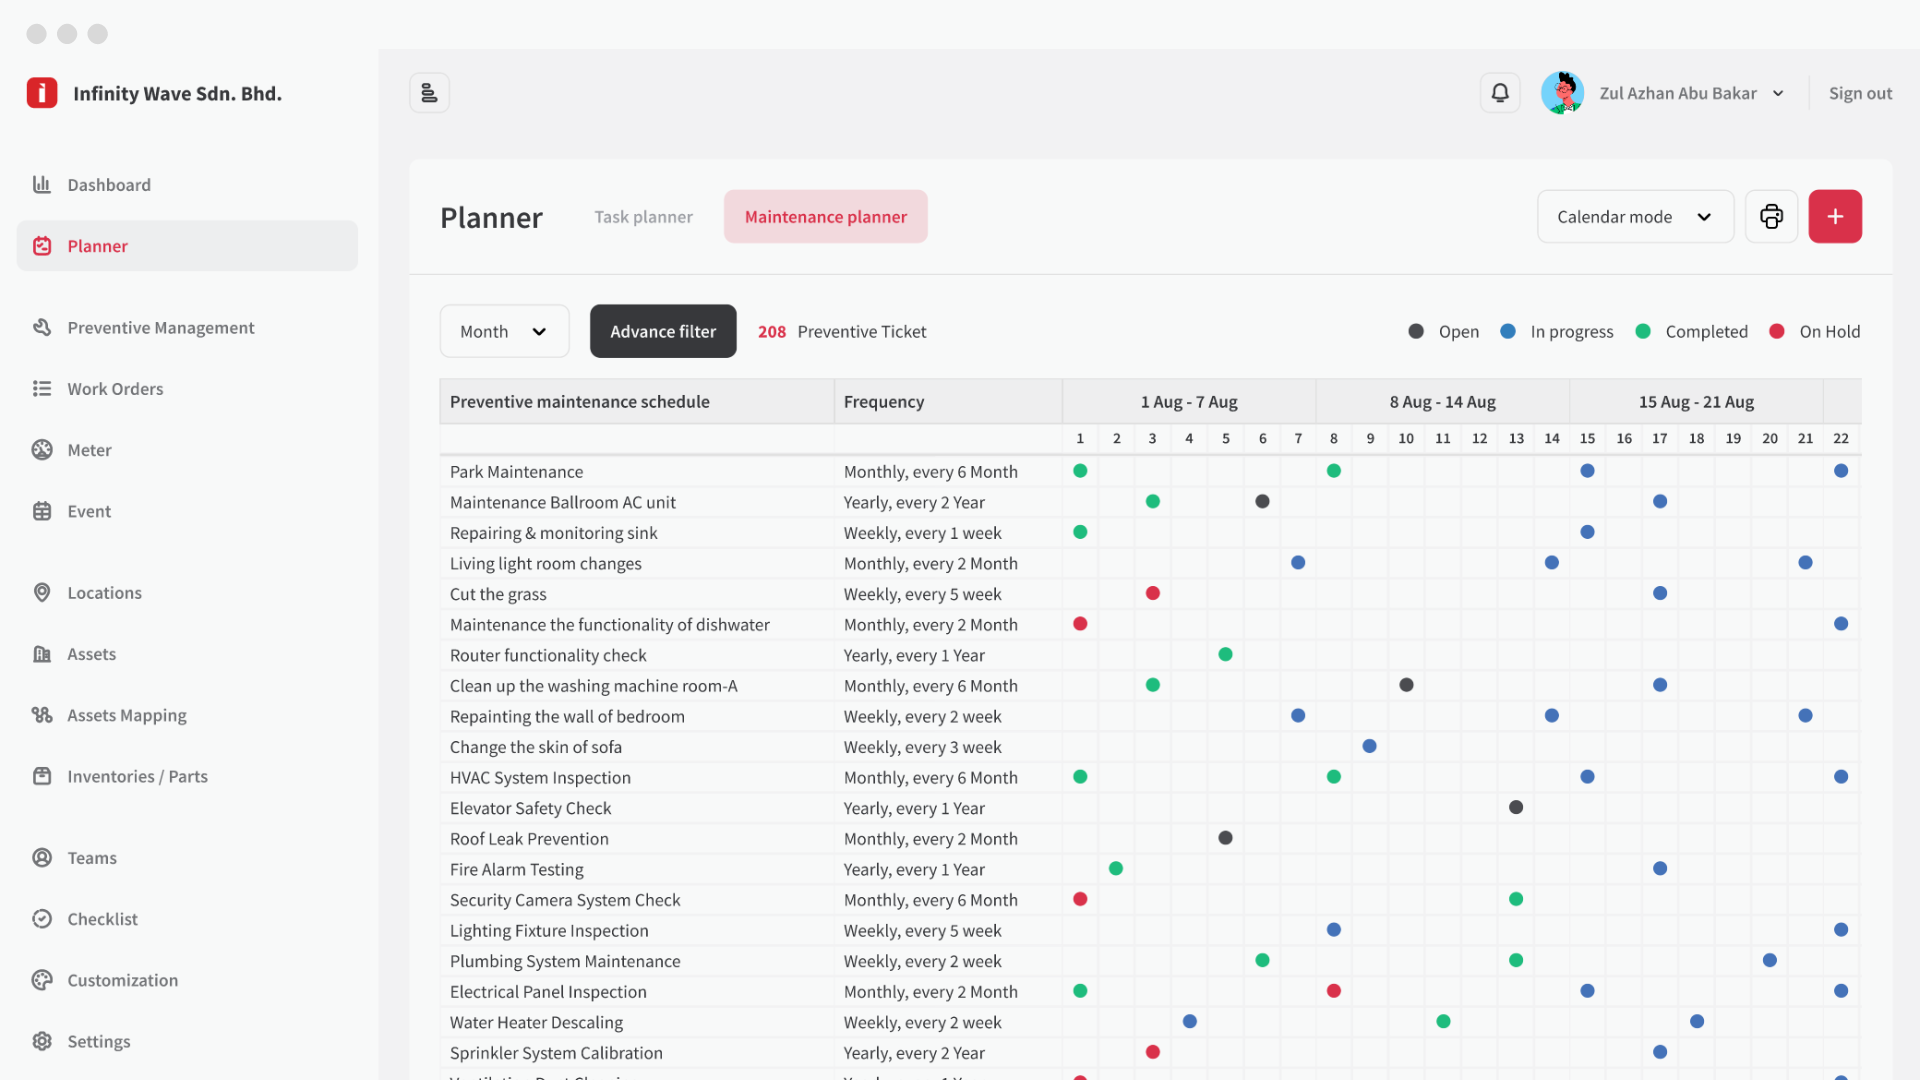 Infinity Wave Sdn. Bhd.
Zul Azhan Abu Bakar
Sign out
Dashboard
Planner
Preventive Management
Work Orders
Meter
Event
Locations
Assets
Assets Mapping
Inventories / Parts
Teams
Checklist
Customization
Settings
Planner
Task planner
Maintenance planner
Calendar mode
Month
Advance filter
208 Preventive Ticket
Open
In progress
Completed
On Hold
Preventive maintenance schedule Frequency 1 Aug - 7 Aug 8 Aug - 14 Aug 15 Aug - 21 Aug
1 2 3 4 5 6 7 8 9 10 11 12 13 14 15 16 17 18 19 20 21 22
Park Maintenance Monthly, every 6 Month
Maintenance Ballroom AC unit Yearly, every 2 Year
Repairing & monitoring sink Weekly, every 1 week
Living light room changes Monthly, every 2 Month
Cut the grass Weekly, every 5 week
Maintenance the functionality of dishwater Monthly, every 2 Month
Router functionality check Yearly, every 1 Year
Clean up the washing machine room-A Monthly, every 6 Month
Repainting the wall of bedroom Weekly, every 2 week
Change the skin of sofa Weekly, every 3 week
HVAC System Inspection Monthly, every 6 Month
Elevator Safety Check Yearly, every 1 Year
Roof Leak Prevention Monthly, every 2 Month
Fire Alarm Testing Yearly, every 1 Year
Security Camera System Check Monthly, every 6 Month
Lighting Fixture Inspection Weekly, every 5 week
Plumbing System Maintenance Weekly, every 2 week
Electrical Panel Inspection Monthly, every 2 Month
Water Heater Descaling Weekly, every 2 week
Sprinkler System Calibration Yearly, every 2 Year